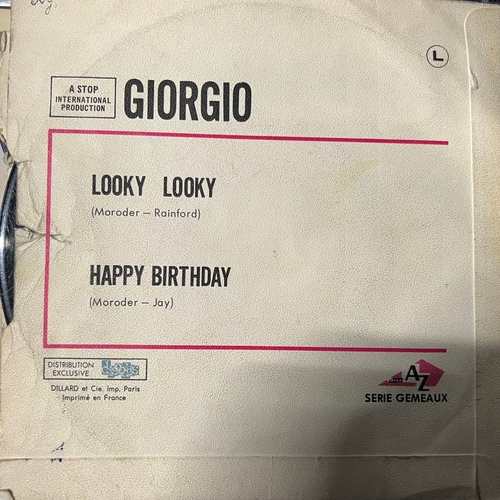 L
A STOP
INTERNATIONAL
PRODUCTION
GIORGIO
LOOKY LOOKY
(Moroder – Rainford)
HAPPY BIRTHDAY
(Moroder – Jay)
DISTRIBUTION
EXCLUSIVE
DILLARD et Cie. Imp. Paris
Imprimé en France
AZ
SERIE GEMEAUX